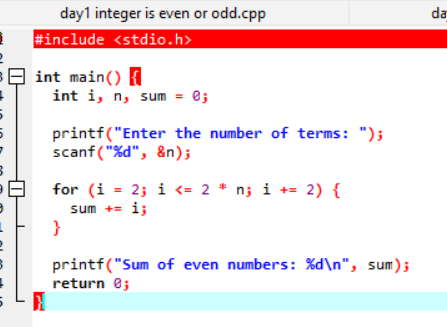 day1 integer is even or odd.cpp
#include <stdio.h>
int main() {
int i, n, sum = 0;
printf("Enter the number of terms: ");
scanf("%d", &n);
for (i = 2; i <= 2 * n; i += 2) {
sum += i;
}
printf("Sum of even numbers: %d\n", sum);
return 0;
}